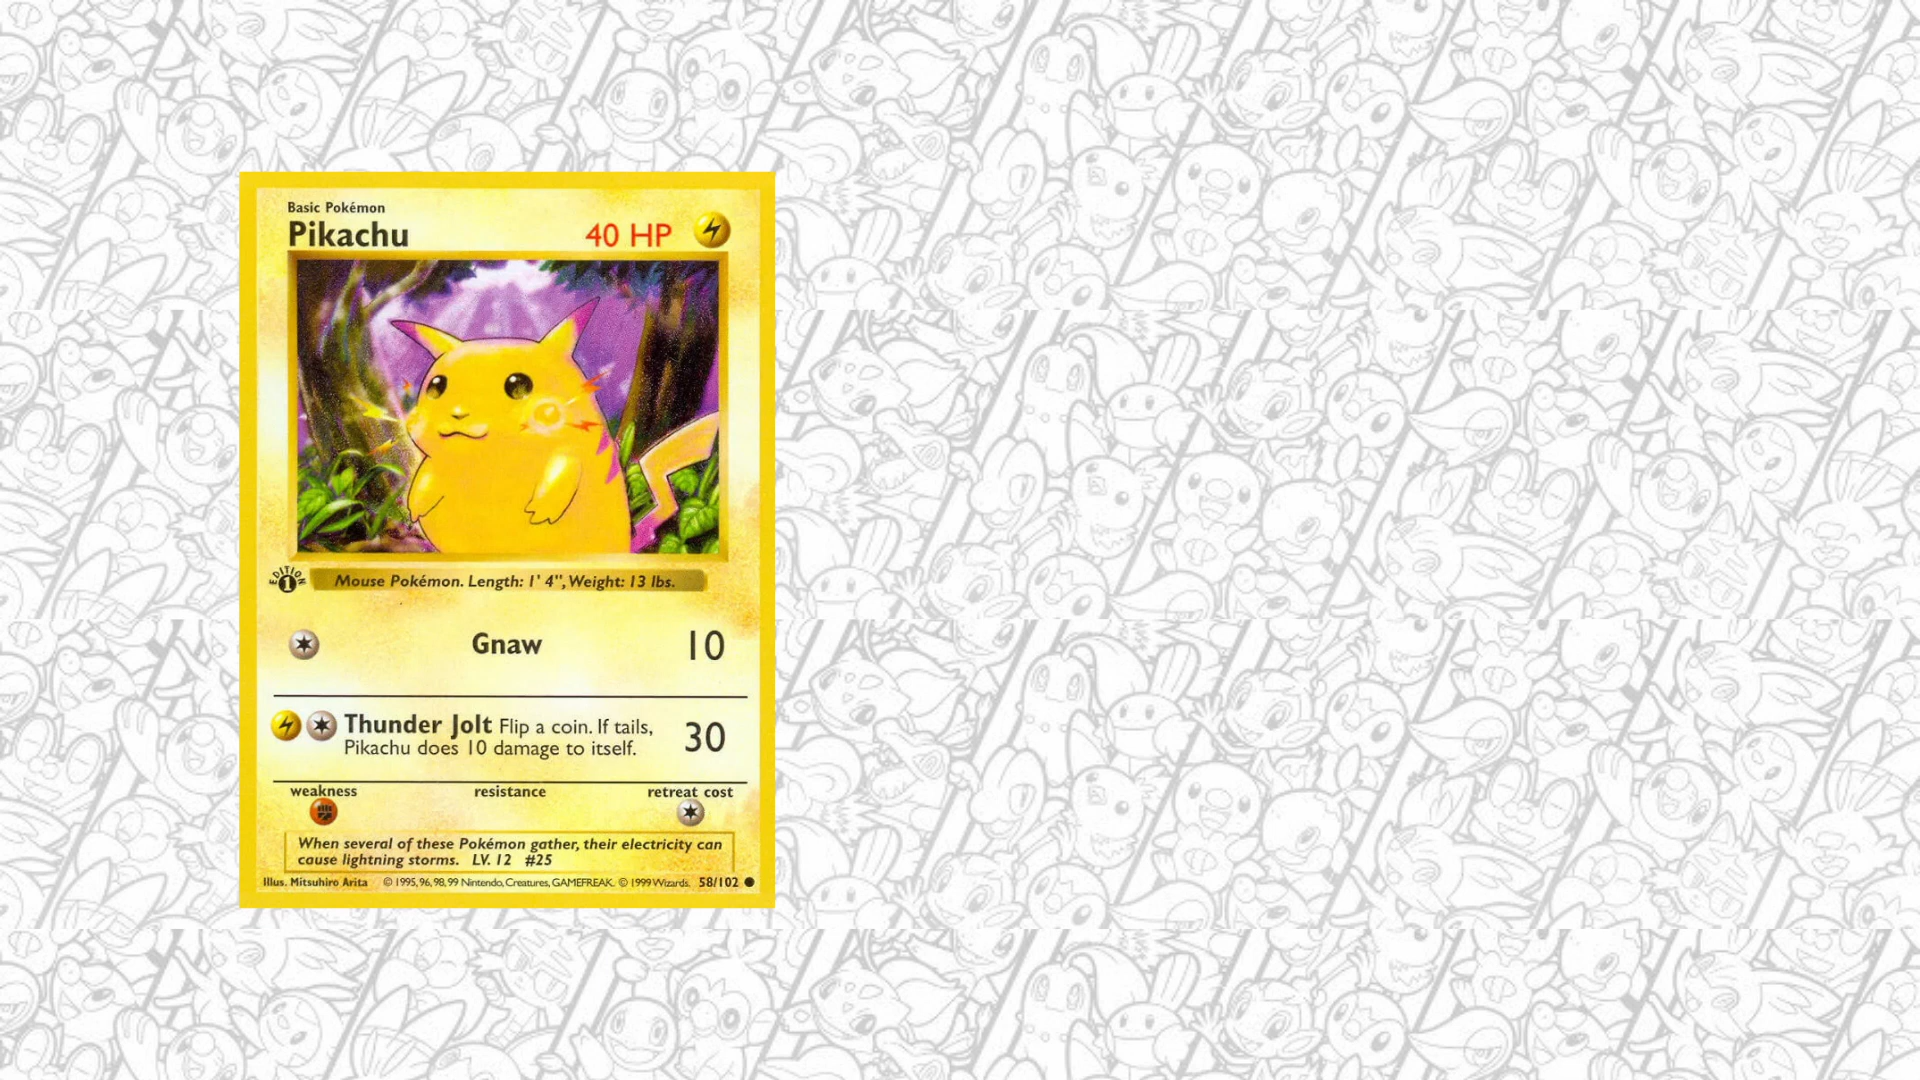 Basic Pokémon
Pikachu 40 HP
EDITION 1
Mouse Pokémon. Length: 1' 4", Weight: 13 lbs.
Gnaw 10
Thunder Jolt Flip a coin. If tails, 30
Pikachu does 10 damage to itself.
weakness resistance retreat cost
When several of these Pokémon gather, their electricity can
cause lightning storms. LV. 12 #25
Illus. Mitsuhiro Arita © 1995, 96, 98, 99 Nintendo, Creatures, GAMEFREAK. © 1999 Wizards. 58/102